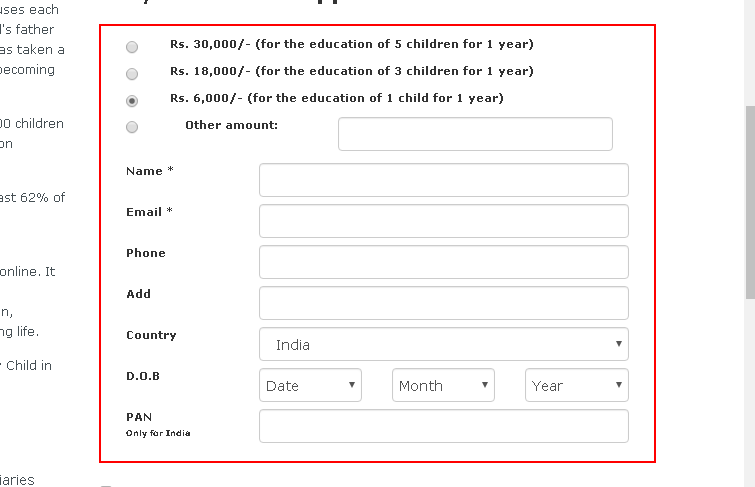 uses each
l's father
as taken a
becoming
00 children
on
ast 62% of
online. It
n,
ng life.
Child in
iaries
Rs. 30,000/- (for the education of 5 children for 1 year)
Rs. 18,000/- (for the education of 3 children for 1 year)
Rs. 6,000/- (for the education of 1 child for 1 year)
Other amount:
Name *
Email *
Phone
Add
Country India
D.O.B Date Month Year
PAN
Only for India